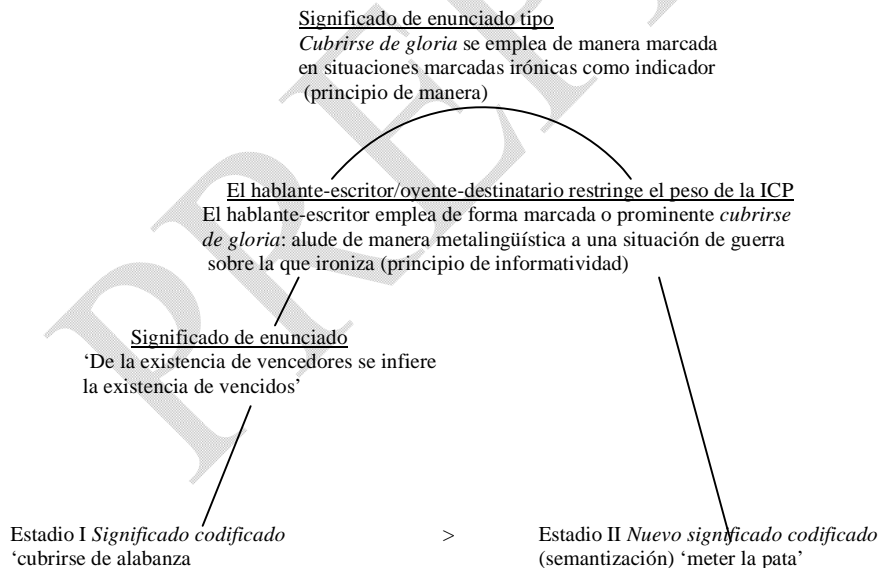 Significado de enunciado tipo
Cubrirse de gloria se emplea de manera marcada
en situaciones marcadas irónicas como indicador
(principio de manera)
El hablante-escritor/oyente-destinatario restringe el peso de la ICP
El hablante-escritor emplea de forma marcada o prominente cubrirse
de gloria: alude de manera metalingüística a una situación de guerra
sobre la que ironiza (principio de informatividad)
Significado de enunciado
‘De la existencia de vencedores se infiere
la existencia de vencidos’
Estadio I Significado codificado > Estadio II Nuevo significado codificado
‘cubrirse de alabanza (semantización) ‘meter la pata’